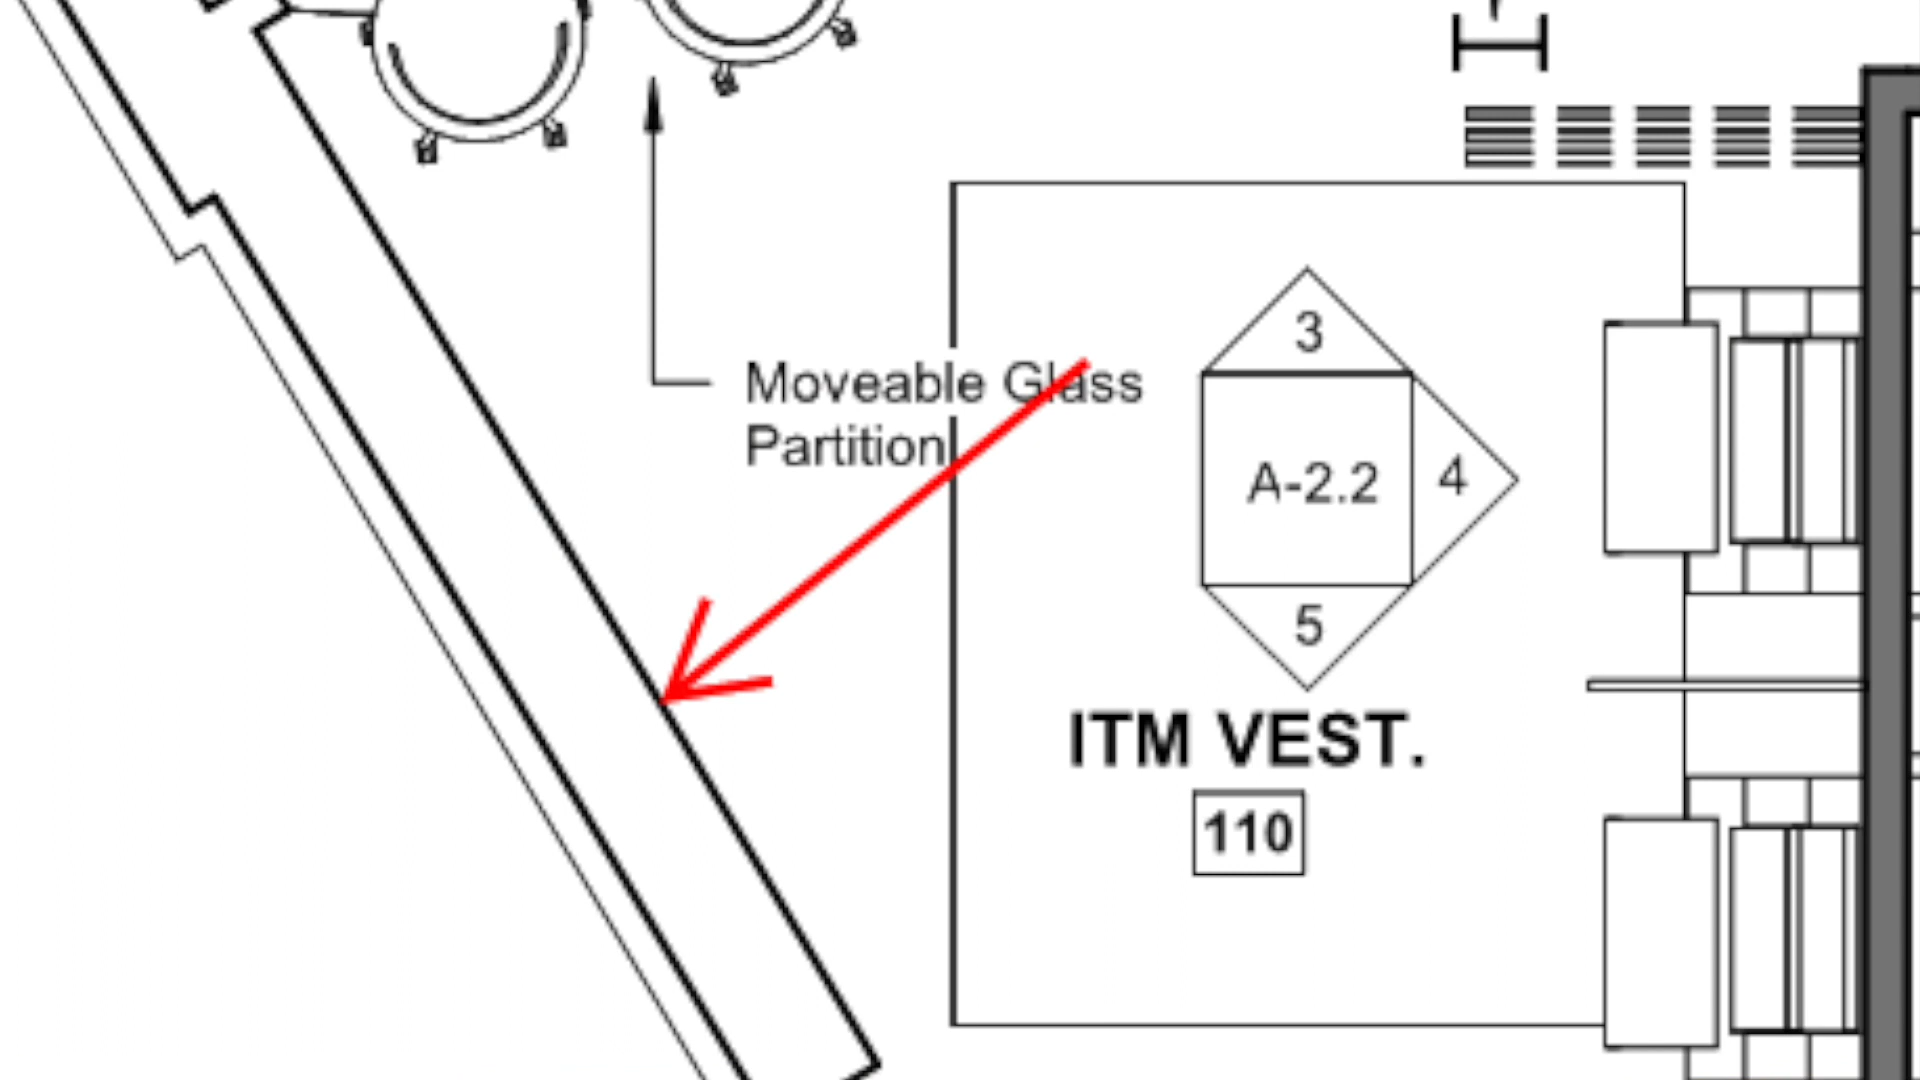 3
Moveable Glass
Partition
A-2.2
4
5
ITM VEST.
110